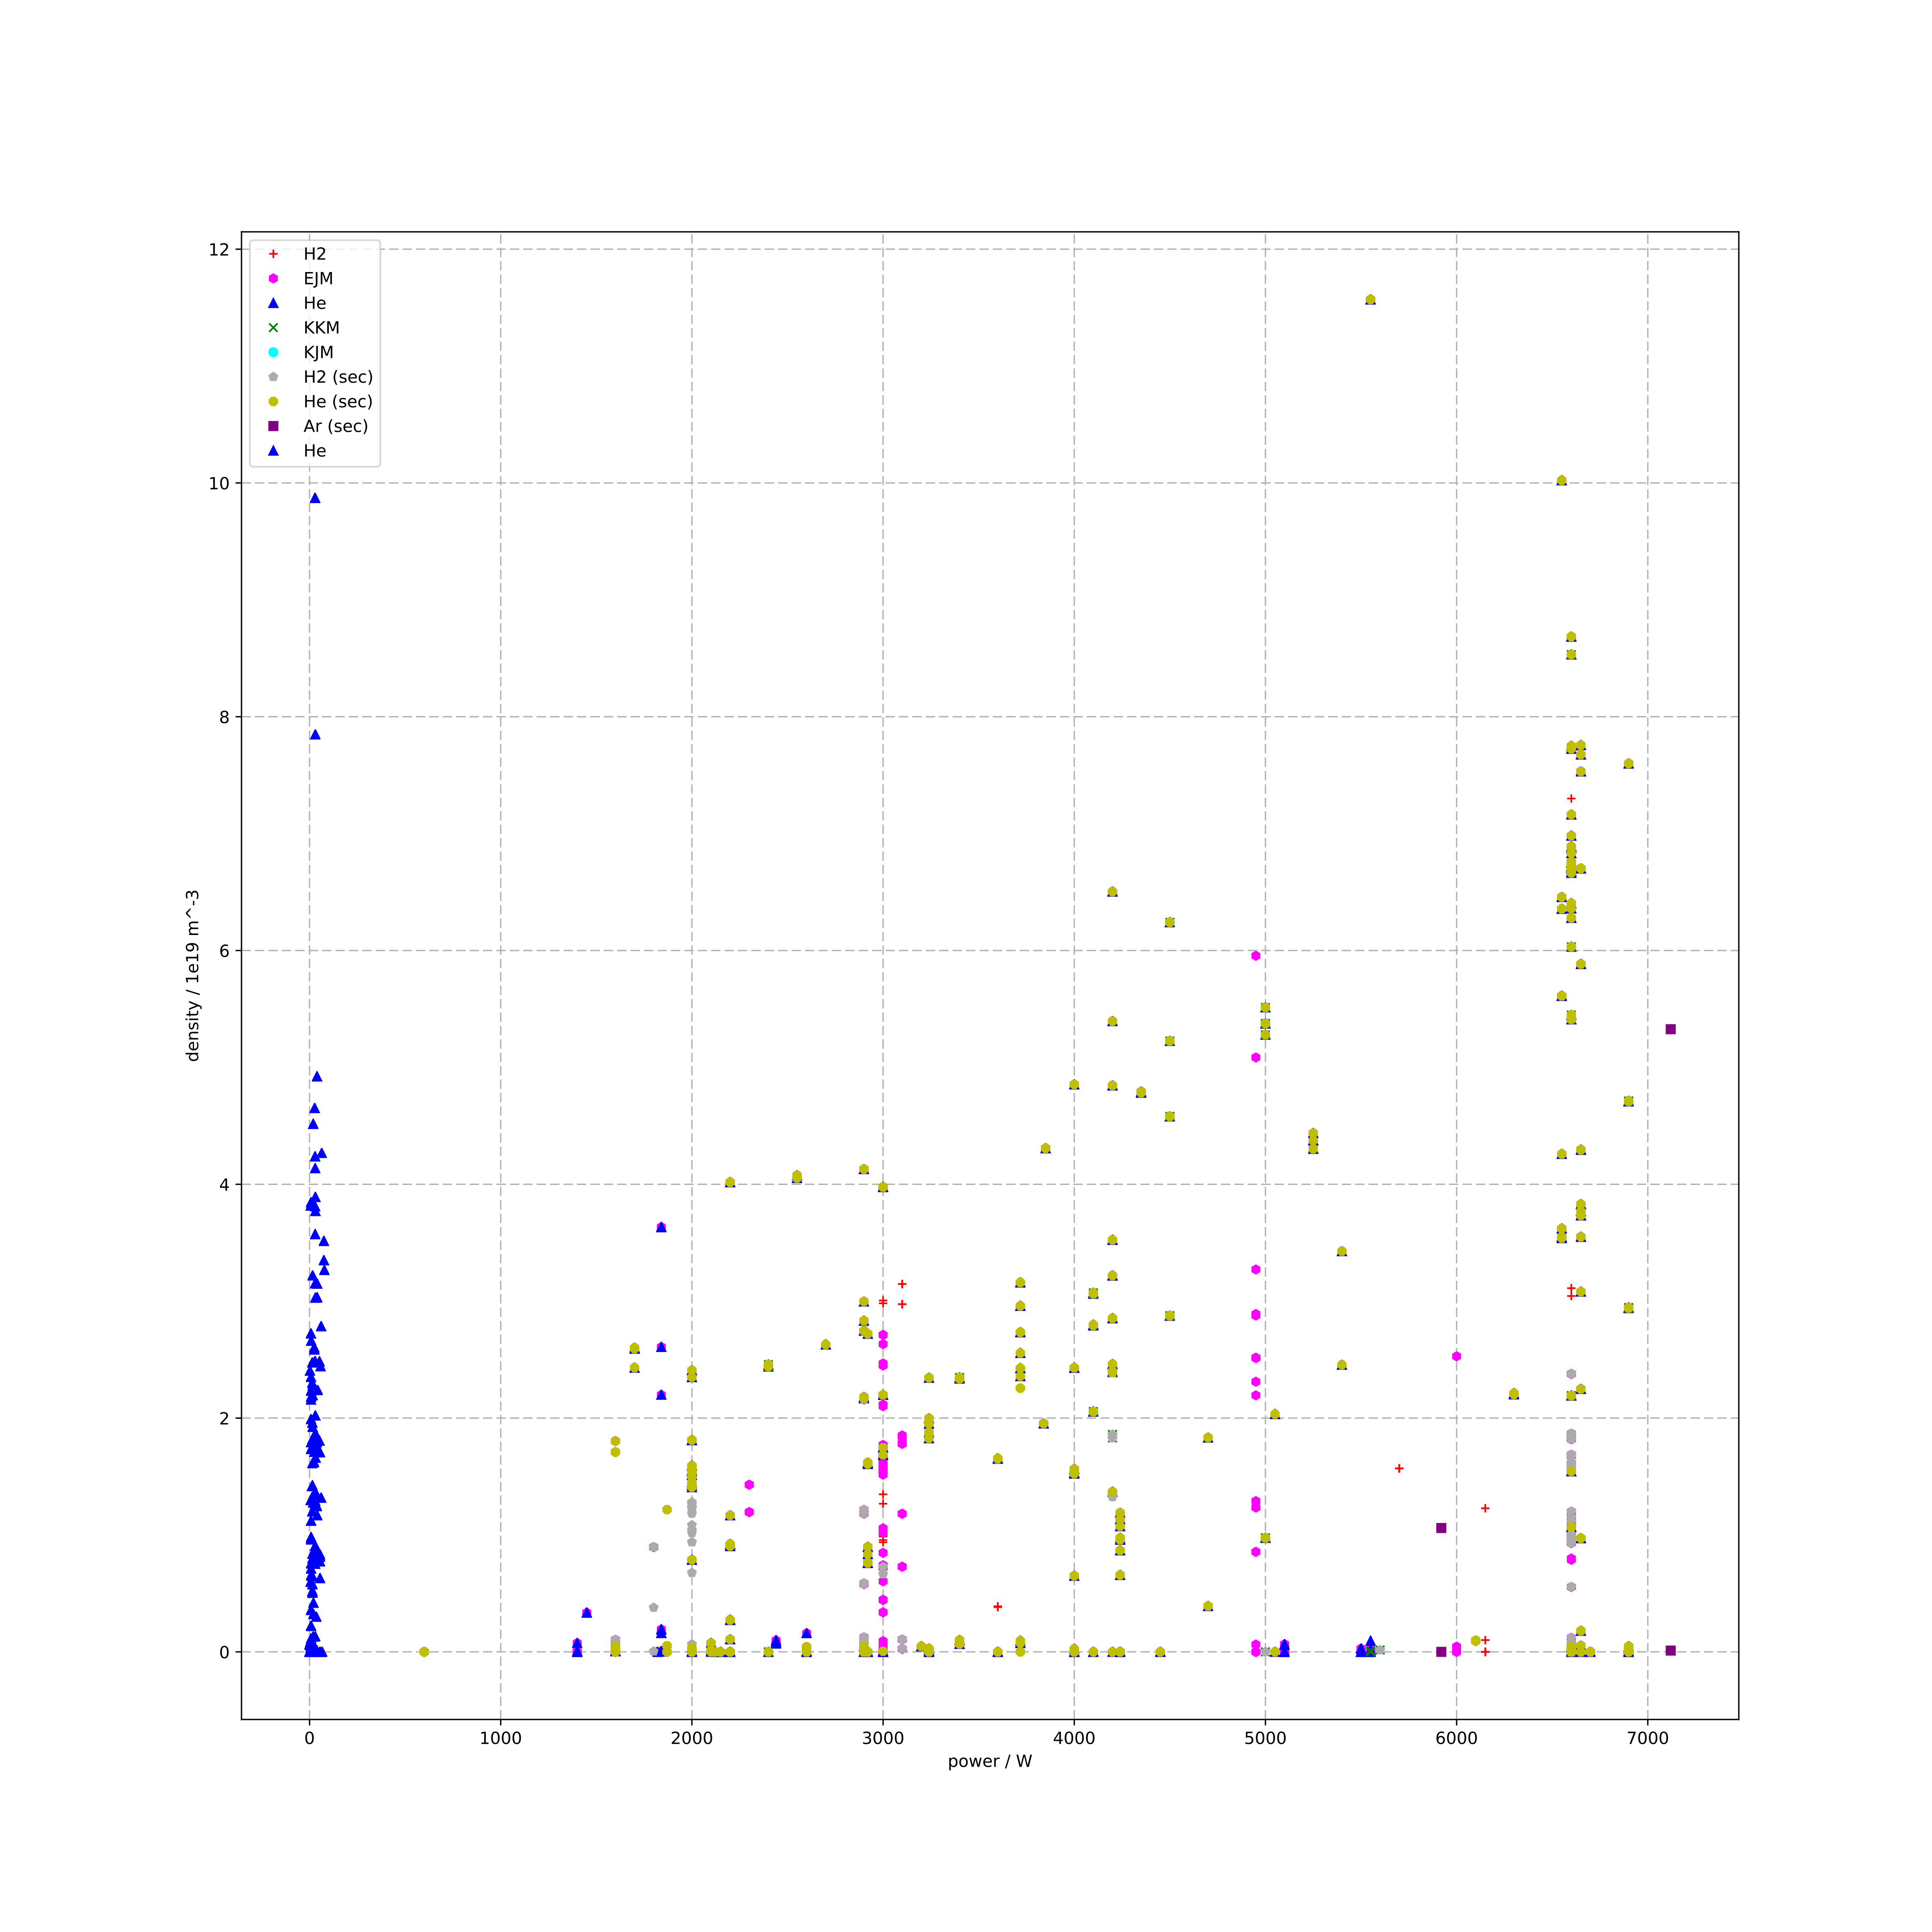 12
10
8
6
4
2
0
density / 1e19 m^-3
H2
EJM
He
KKM
KJM
H2 (sec)
He (sec)
Ar (sec)
He
0 1000 2000 3000 4000 5000 6000 7000
power / W